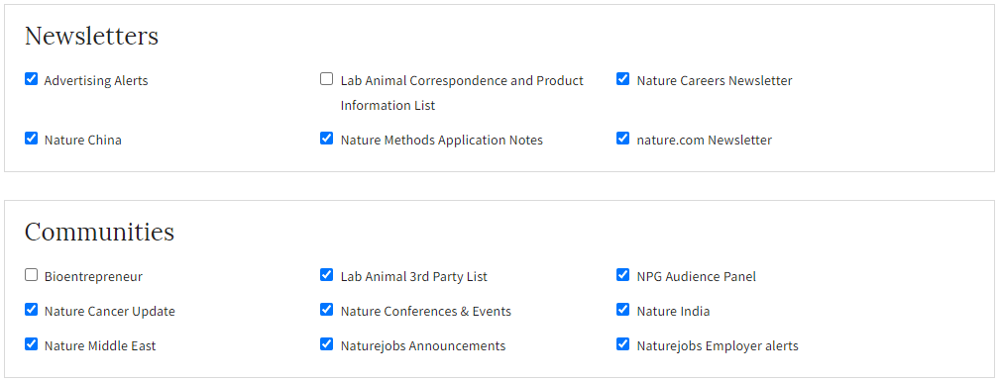 Newsletters
Advertising Alerts
Lab Animal Correspondence and Product
Information List
Nature Careers Newsletter
Nature China
Nature Methods Application Notes
nature.com Newsletter
Communities
Bioentrepreneur
Lab Animal 3rd Party List
NPG Audience Panel
Nature Cancer Update
Nature Conferences & Events
Nature India
Nature Middle East
Naturejobs Announcements
Naturejobs Employer alerts